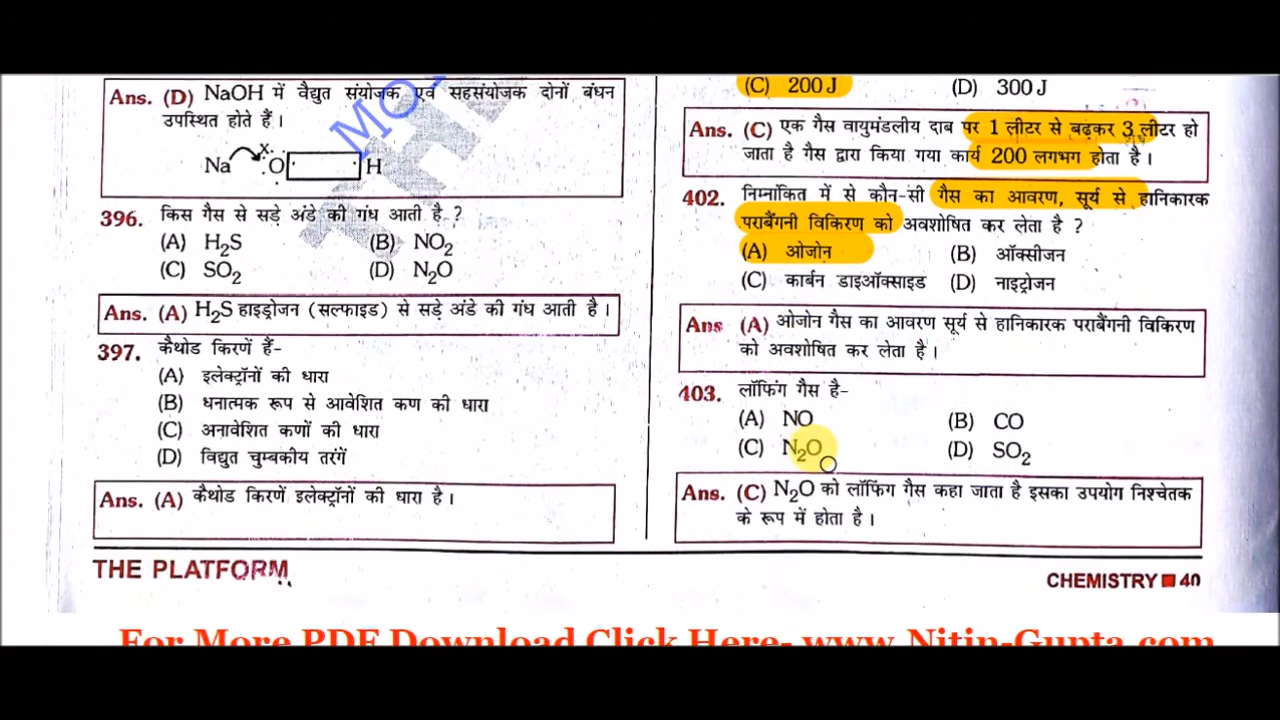 Ans. (D) NaOH में वैद्युत संयोजक एवं सहसंयोजक दोनों बंधन
उपस्थित होते हैं।
Na x O H
396. किस गैस से सड़े अंडे की गंध आती है ?
(A) H₂S (B) NO₂
(C) SO₂ (D) N₂O
Ans. (A) H₂S हाइड्रोजन (सल्फाइड) से सड़े अंडे की गंध आती है।
397. कैथोड किरणें हैं-
(A) इलेक्ट्रॉनों की धारा
(B) धनात्मक रूप से आवेशित कण की धारा
(C) अनावेशित कणों की धारा
(D) विद्युत चुम्बकीय तरंगें
Ans. (A) कैथोड किरणें इलेक्ट्रॉनों की धारा है।
(C) 200 J (D) 300 J
Ans. (C) एक गैस वायुमंडलीय दाब पर 1 लीटर से बढ़कर 3 लीटर हो
जाता है गैस द्वारा किया गया कार्य 200 लगभग होता है।
402. निम्नांकित में से कौन-सी गैस का आवरण, सूर्य से हानिकारक
पराबैंगनी विकिरण को अवशोषित कर लेता है ?
(A) ओजोन (B) ऑक्सीजन
(C) कार्बन डाइऑक्साइड (D) नाइट्रोजन
Ans (A) ओजोन गैस का आवरण सूर्य से हानिकारक पराबैंगनी विकिरण
को अवशोषित कर लेता है।
403. लॉफिंग गैस है-
(A) NO (B) CO
(C) N₂O (D) SO₂
Ans. (C) N₂O को लॉफिंग गैस कहा जाता है इसका उपयोग निश्चेतक
के रूप में होता है।
THE PLATFORM
CHEMISTRY ■ 40
For More PDF Download Click Here- www.Nitin-Gupta.com